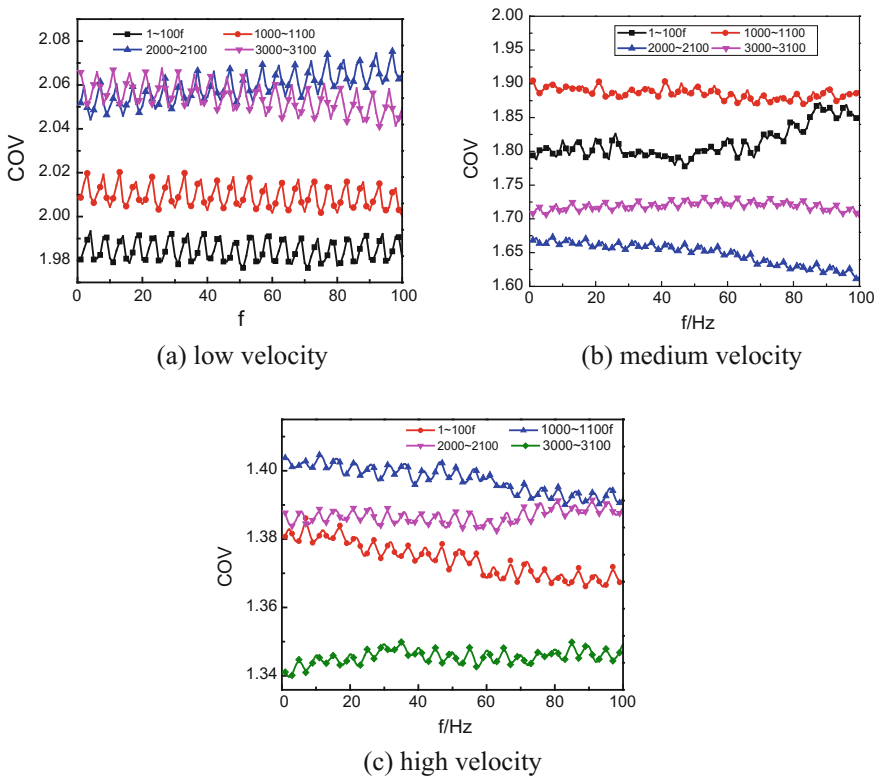 1~100f 1000~1100
2000~2100 3000~3100
2.08
2.06
2.04
2.02
2.00
1.98
COV
0 20 40 60 80 100
f
(a) low velocity
1~100f 1000~1100
2000~2100 3000~3100
2.00
1.95
1.90
1.85
1.80
1.75
1.70
1.65
1.60
COV
0 20 40 60 80 100
f/Hz
(b) medium velocity
1~100f 1000~1100f
2000~2100 3000~3100
1.40
1.38
1.36
1.34
COV
0 20 40 60 80 100
f/Hz
(c) high velocity